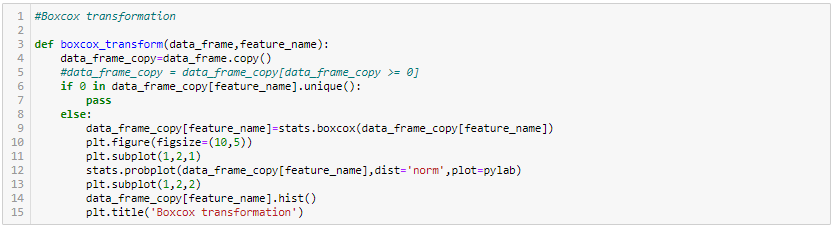 1 #Boxcox transformation
2
3 def boxcox_transform(data_frame,feature_name):
4     data_frame_copy=data_frame.copy()
5     #data_frame_copy = data_frame_copy[data_frame_copy >= 0]
6     if 0 in data_frame_copy[feature_name].unique():
7         pass
8     else:
9         data_frame_copy[feature_name]=stats.boxcox(data_frame_copy[feature_name])
10         plt.figure(figsize=(10,5))
11         plt.subplot(1,2,1)
12         stats.probplot(data_frame_copy[feature_name],dist='norm',plot=pylab)
13         plt.subplot(1,2,2)
14         data_frame_copy[feature_name].hist()
15         plt.title('Boxcox transformation')